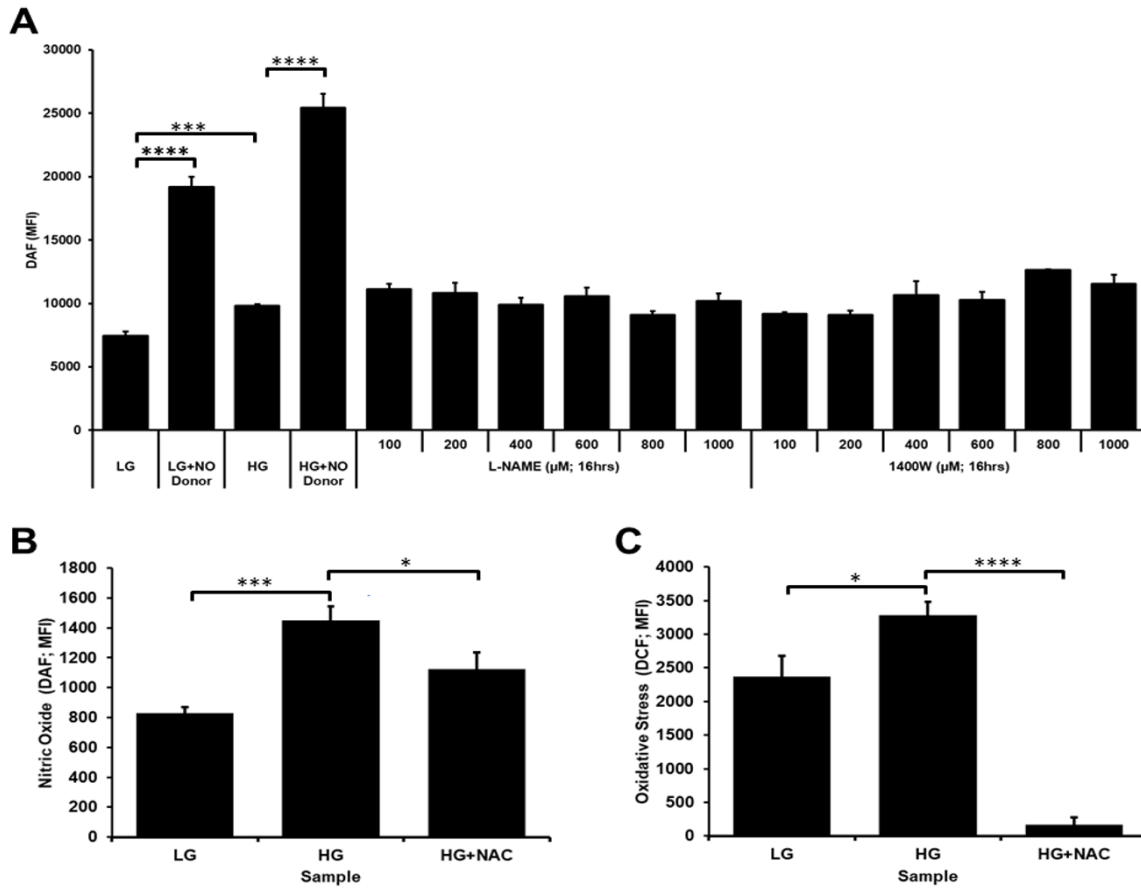 A
30000
25000
20000
15000
10000
5000
0
DAF (MFI)
****
***
****
LG
LG+NO
Donor
HG
HG+NO
Donor
100 200 400 600 800 1000 100 200 400 600 800 1000
L-NAME (µM; 16hrs) 1400W (µM; 16hrs)
B
1800
1600
1400
1200
1000
800
600
400
200
0
Nitric Oxide (DAF; MFI)
***
*
LG HG HG+NAC
Sample
C
4000
3500
3000
2500
2000
1500
1000
500
0
Oxidative Stress (DCF; MFI)
*
****
LG HG HG+NAC
Sample